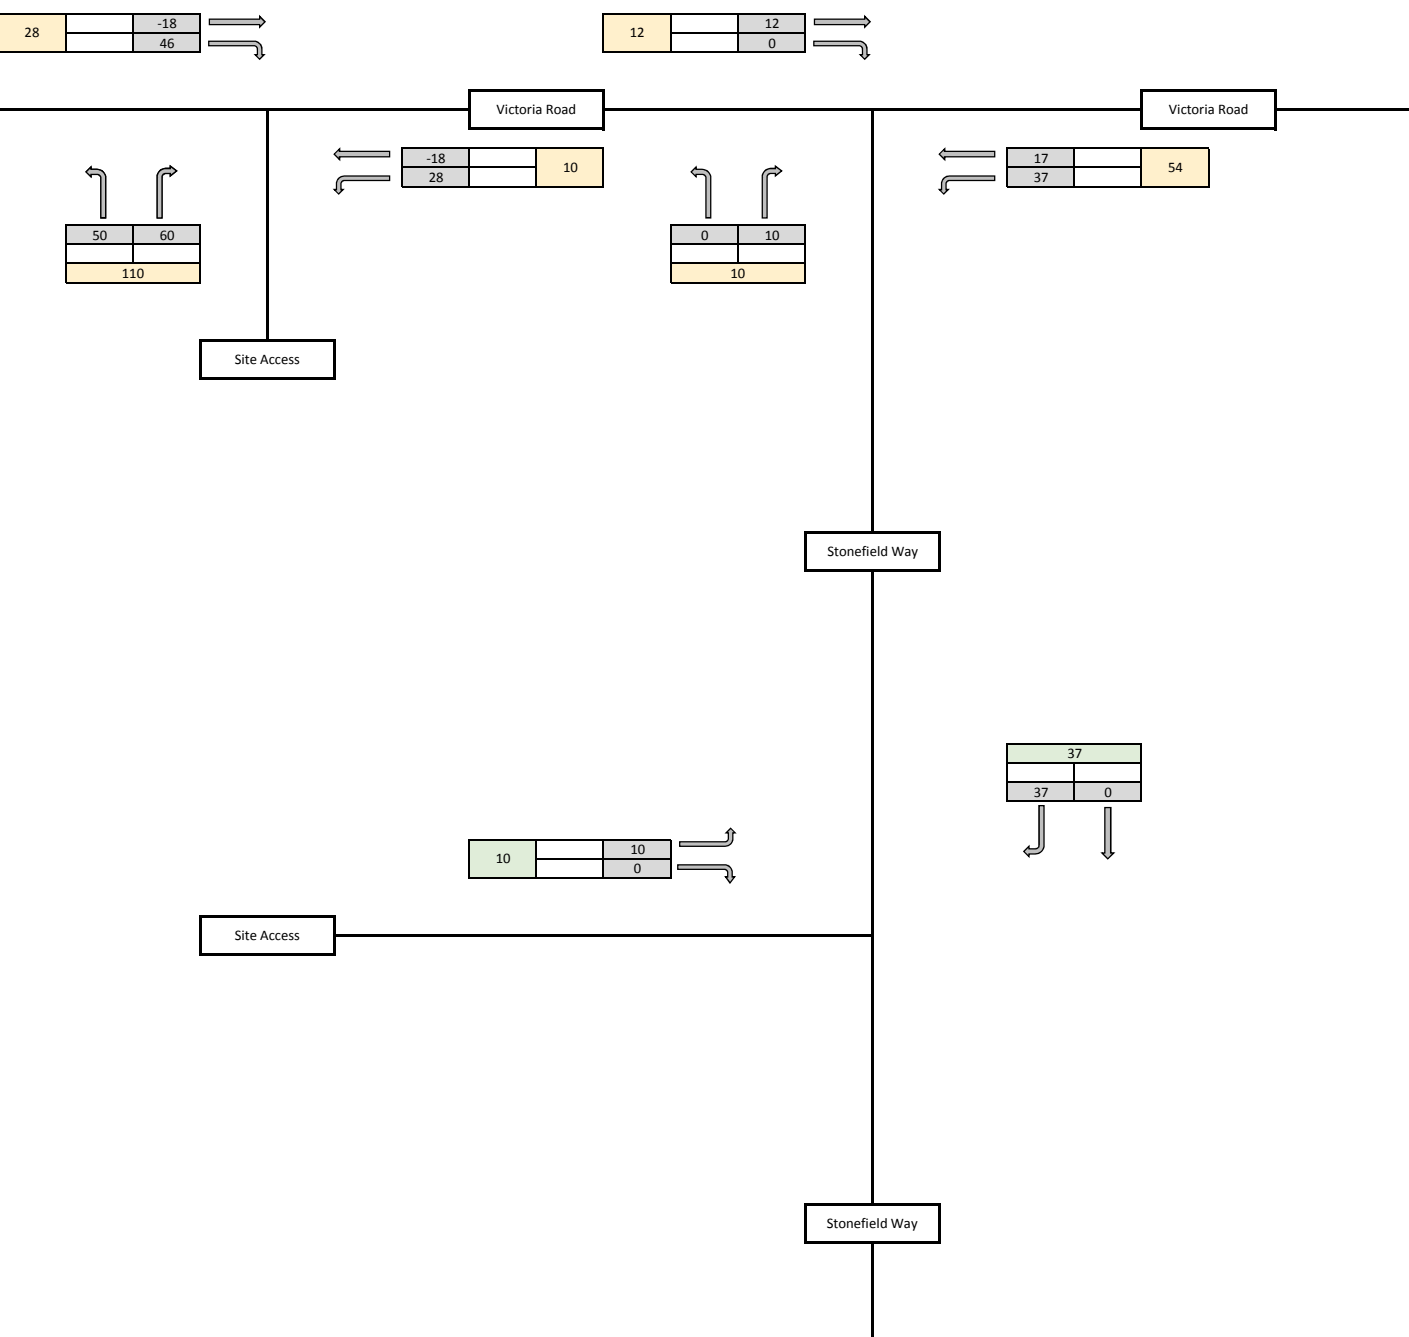 28 -18 12 12
46 0
Victoria Road Victoria Road
-18 10 17 54
28 37
50 60 0 10
110 10
Site Access
Stonefield Way
37
37 0
10 10
0
Site Access
Stonefield Way